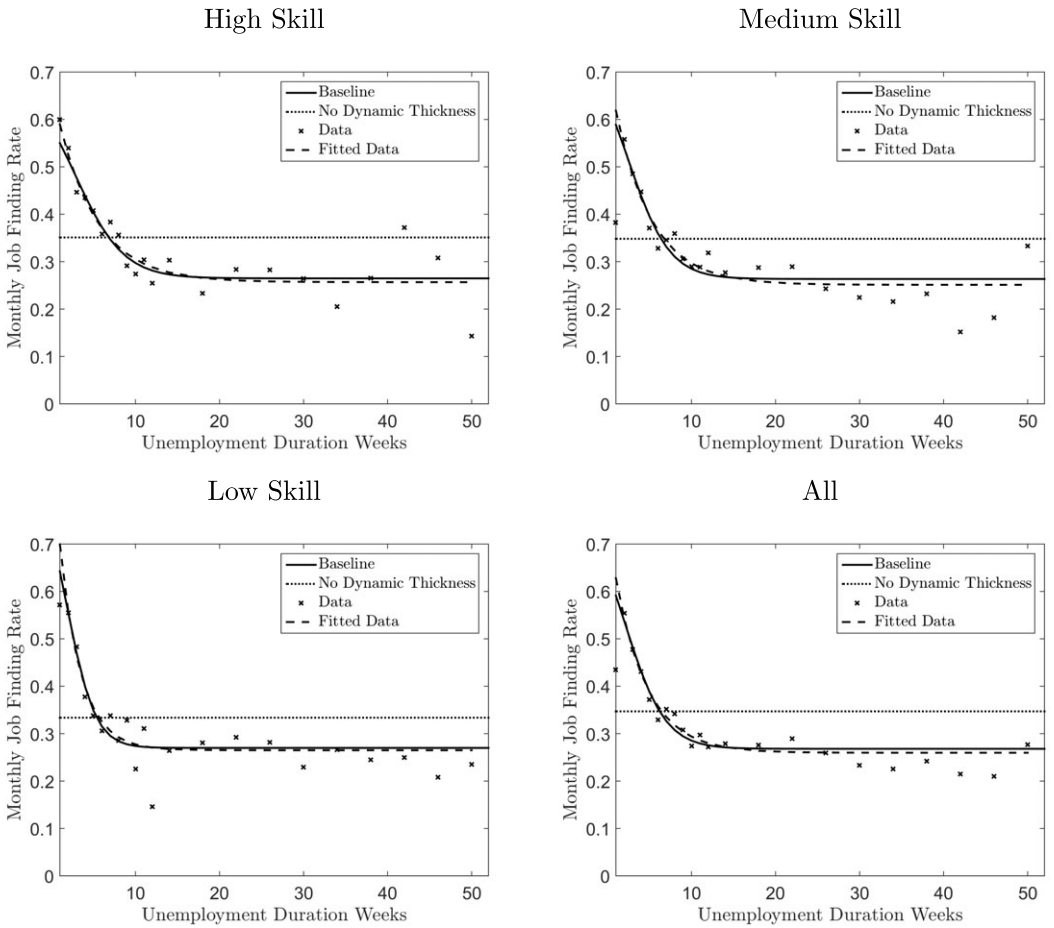 High Skill
Medium Skill
0.7
0.6
0.5
0.4
0.3
0.2
0.1
0
Monthly Job Finding Rate
Baseline
No Dynamic Thickness
Data
Fitted Data
10
20
30
40
50
Unemployment Duration Weeks
0.7
0.6
0.5
0.4
0.3
0.2
0.1
0
Monthly Job Finding Rate
Baseline
No Dynamic Thickness
Data
Fitted Data
10
20
30
40
50
Unemployment Duration Weeks
Low Skill
All
0.7
0.6
0.5
0.4
0.3
0.2
0.1
0
Monthly Job Finding Rate
Baseline
No Dynamic Thickness
Data
Fitted Data
10
20
30
40
50
Unemployment Duration Weeks
0.7
0.6
0.5
0.4
0.3
0.2
0.1
0
Monthly Job Finding Rate
Baseline
No Dynamic Thickness
Data
Fitted Data
10
20
30
40
50
Unemployment Duration Weeks